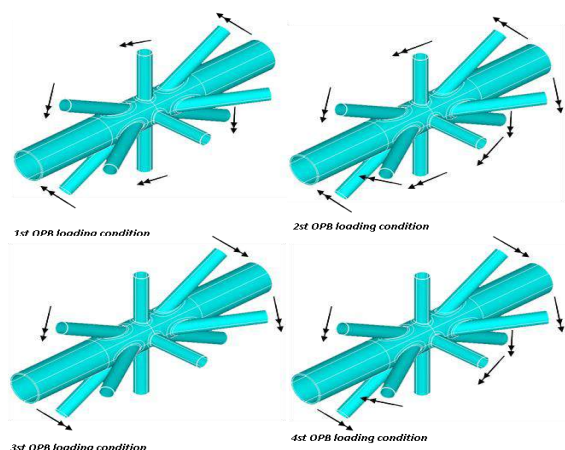 1st OPB loading condition
2st OPB loading condition
3st OPB loading condition
4st OPB loading condition